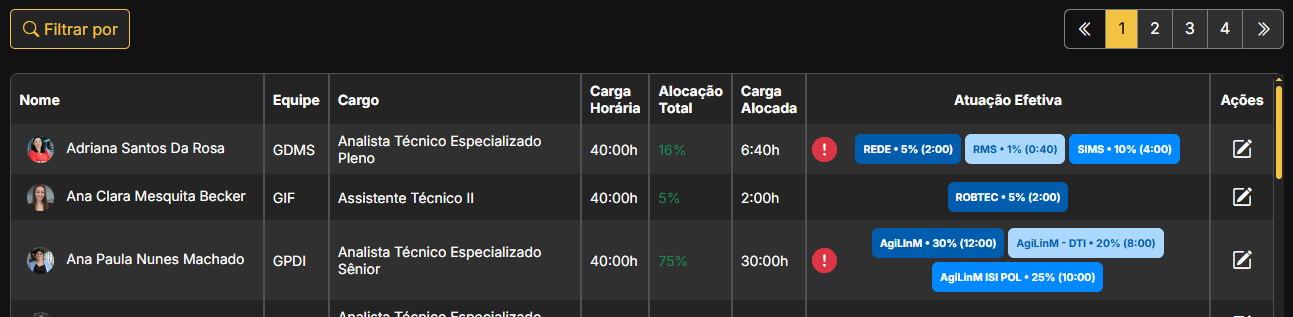 Filtrar por
« 1 2 3 4 »
Nome Equipe Cargo Carga Horária Alocação Total Carga Alocada Atuação Efetiva Ações
Adriana Santos Da Rosa GDMS Analista Técnico Especializado Pleno 40:00h 16% 6:40h ! REDE • 5% (2:00) RMS • 1% (0:40) SIMS • 10% (4:00)
Ana Clara Mesquita Becker GIF Assistente Técnico II 40:00h 5% 2:00h ROBTEC • 5% (2:00)
Ana Paula Nunes Machado GPDI Analista Técnico Especializado Sênior 40:00h 75% 30:00h ! AgiLInM • 30% (12:00) AgiLinM - DTI • 20% (8:00)
AgiLinM ISI POL • 25% (10:00)
Analista Técnico Especializado